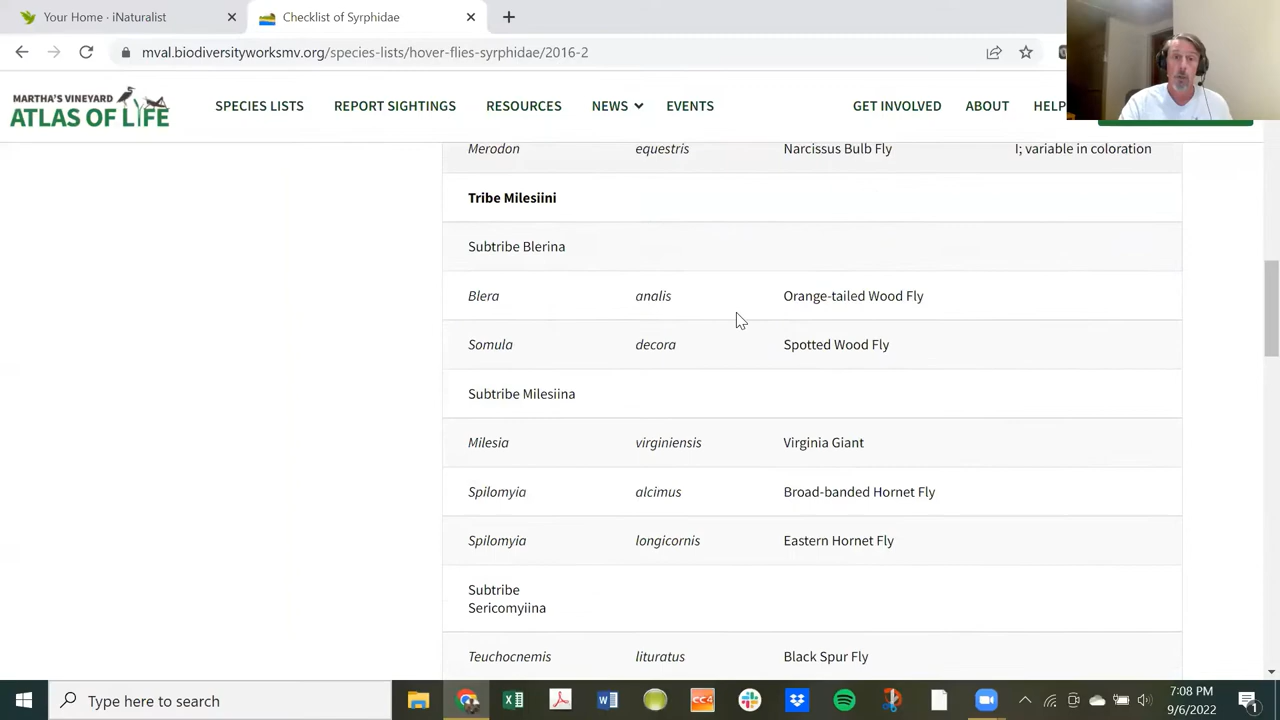 Your Home · iNaturalist
Checklist of Syrphidae
mval.biodiversityworksmv.org/species-lists/hover-flies-syrphidae/2016-2
MARTHA'S VINEYARD
ATLAS OF LIFE
SPECIES LISTS REPORT SIGHTINGS RESOURCES NEWS EVENTS GET INVOLVED ABOUT HELP
Merodon equestris Narcissus Bulb Fly I; variable in coloration
Tribe Milesiini
Subtribe Blerina
Blera analis Orange-tailed Wood Fly
Somula decora Spotted Wood Fly
Subtribe Milesiina
Milesia virginiensis Virginia Giant
Spilomyia alcimus Broad-banded Hornet Fly
Spilomyia longicornis Eastern Hornet Fly
Subtribe
Sericomyiina
Teuchocnemis lituratus Black Spur Fly
Type here to search
CC4
7:08 PM
9/6/2022
1